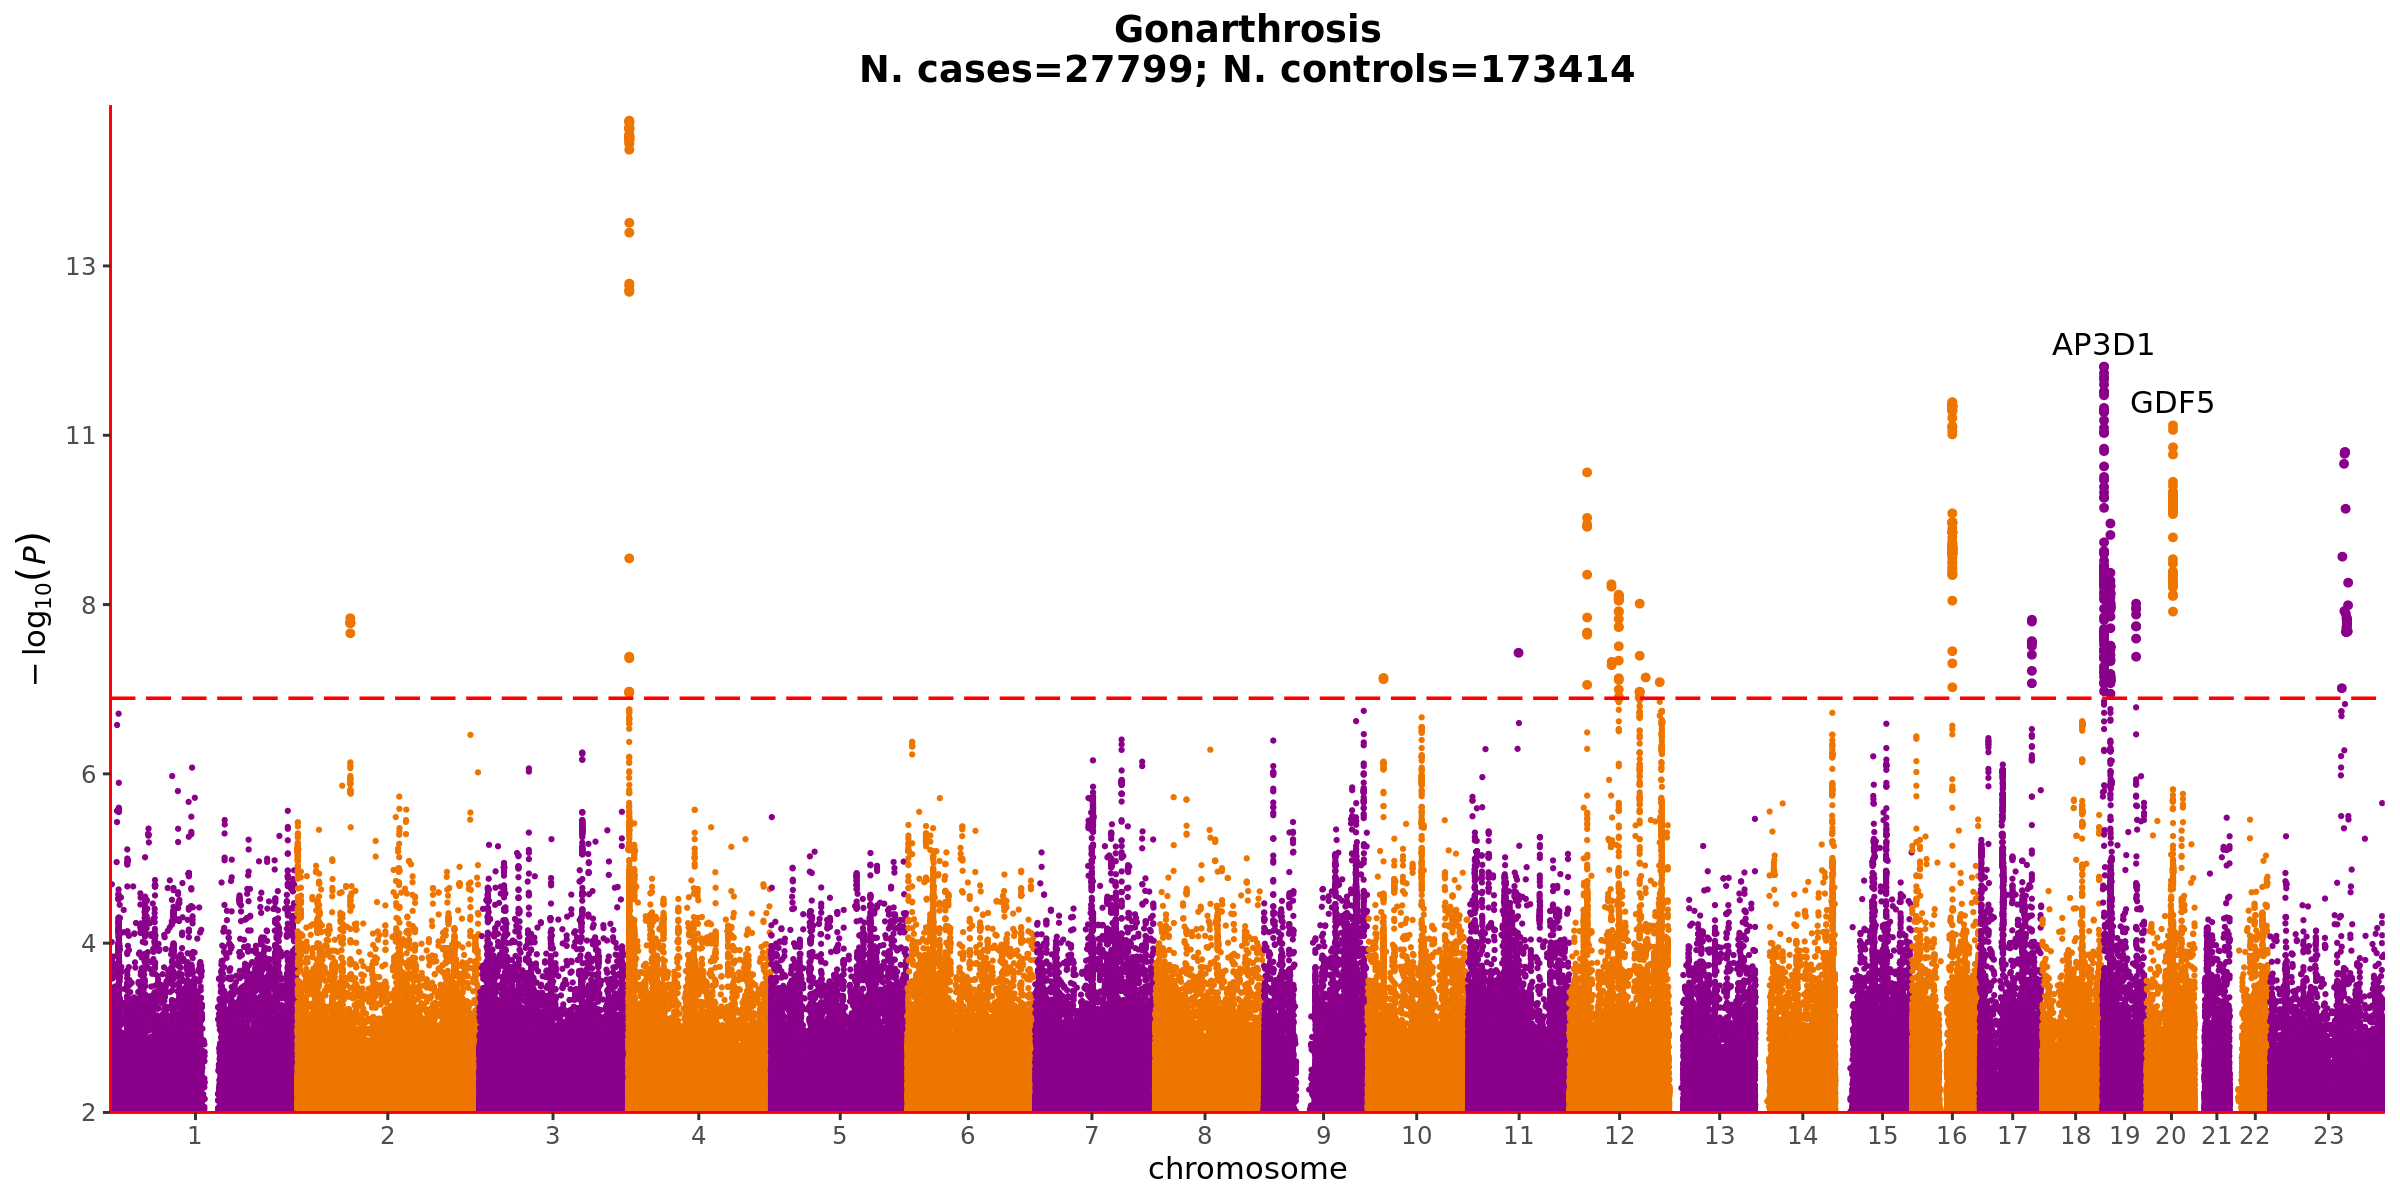 Gonarthrosis
N. cases=27799; N. controls=173414
13
11
8
6
4
2
− log10(P)
AP3D1
GDF5
1 2 3 4 5 6 7 8 9 10 11 12 13 14 15 16 17 18 19 20 21 22 23
chromosome